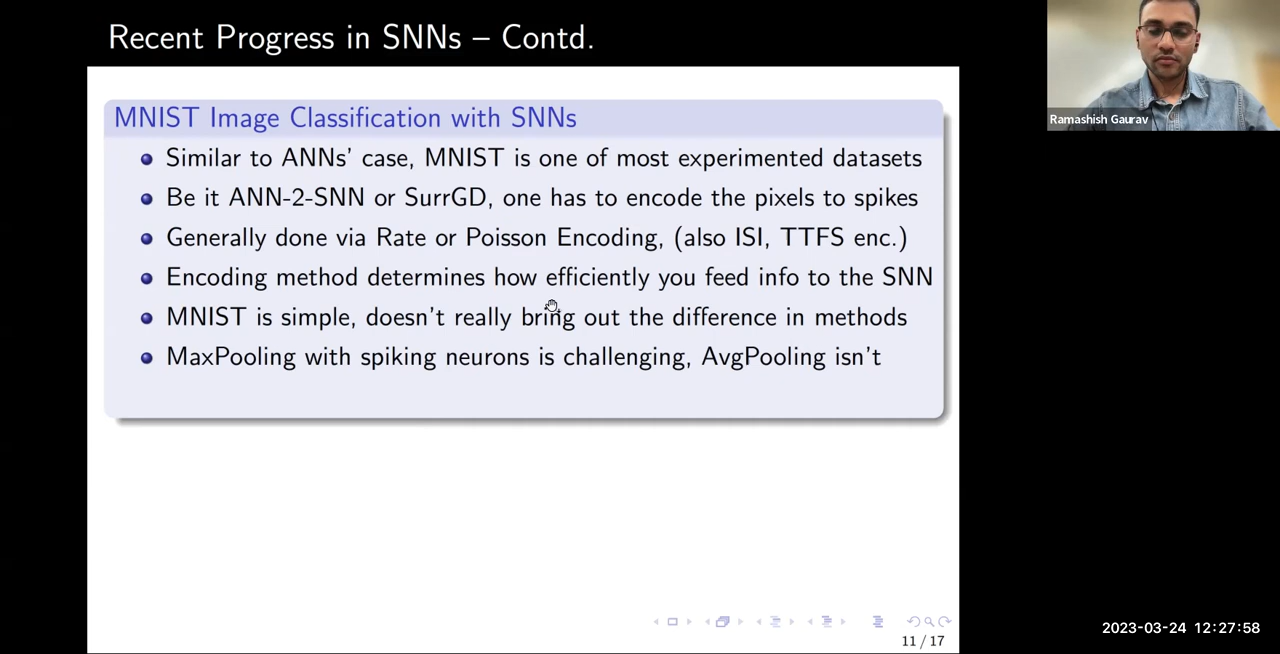 Recent Progress in SNNs – Contd.
Ramashish Gaurav
MNIST Image Classification with SNNs
Similar to ANNs' case, MNIST is one of most experimented datasets
Be it ANN-2-SNN or SurrGD, one has to encode the pixels to spikes
Generally done via Rate or Poisson Encoding, (also ISI, TTFS enc.)
Encoding method determines how efficiently you feed info to the SNN
MNIST is simple, doesn't really bring out the difference in methods
MaxPooling with spiking neurons is challenging, AvgPooling isn't
11 / 17
2023-03-24 12:27:58